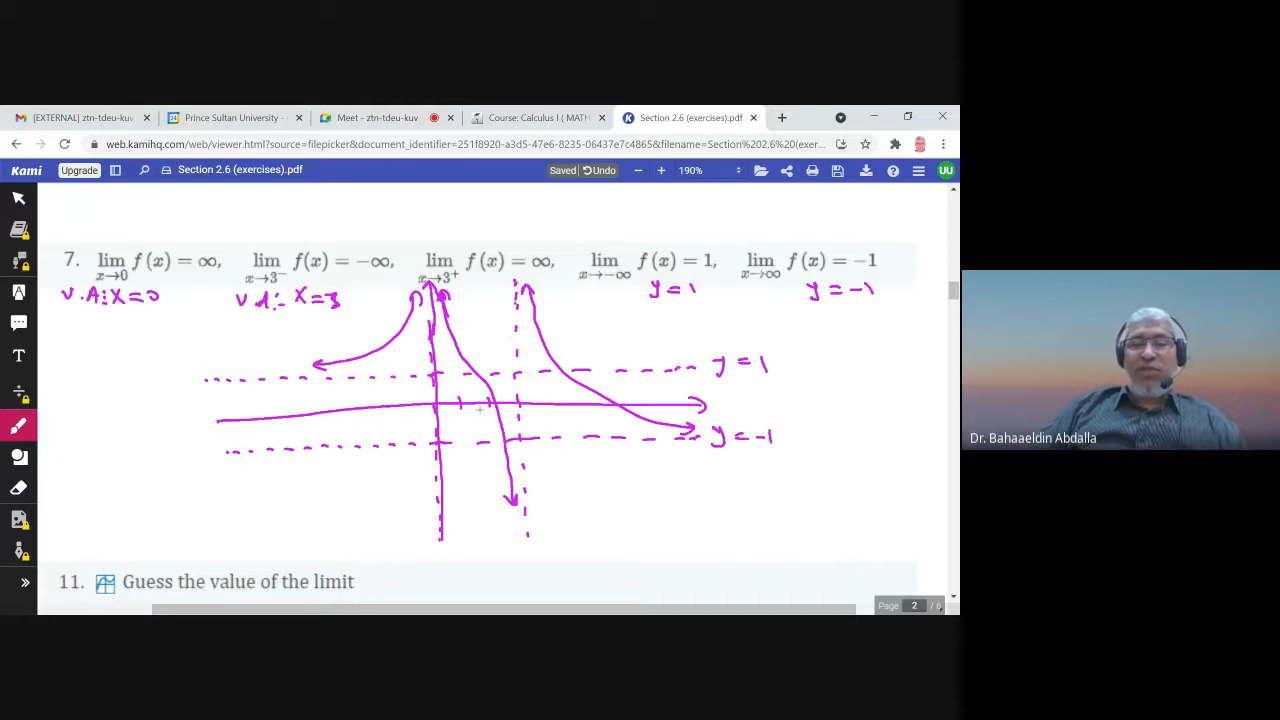 [EXTERNAL] ztn-tdeu-kuv
Prince Sultan University -
Meet - ztn-tdeu-kuv
Course: Calculus I ( MATH
Section 2.6 (exercises).pdf
web.kamihq.com/web/viewer.html?source=filepicker&document_identifier=251f8920-a3d5-47e6-8235-06437e7c4865&filename=Section%202.6%20(exer...
Kami Upgrade Section 2.6 (exercises).pdf Saved Undo 190% UU
7. lim x→0 f(x) = ∞, lim x→3⁻ f(x) = −∞, lim x→3⁺ f(x) = ∞, lim x→−∞ f(x) = 1, lim x→∞ f(x) = −1
V.A: X=0 V.A:- X=3 y=1 y=-1
y=1
y=-1
Dr. Bahaaeldin Abdalla
11. Guess the value of the limit
Page 2 / 6